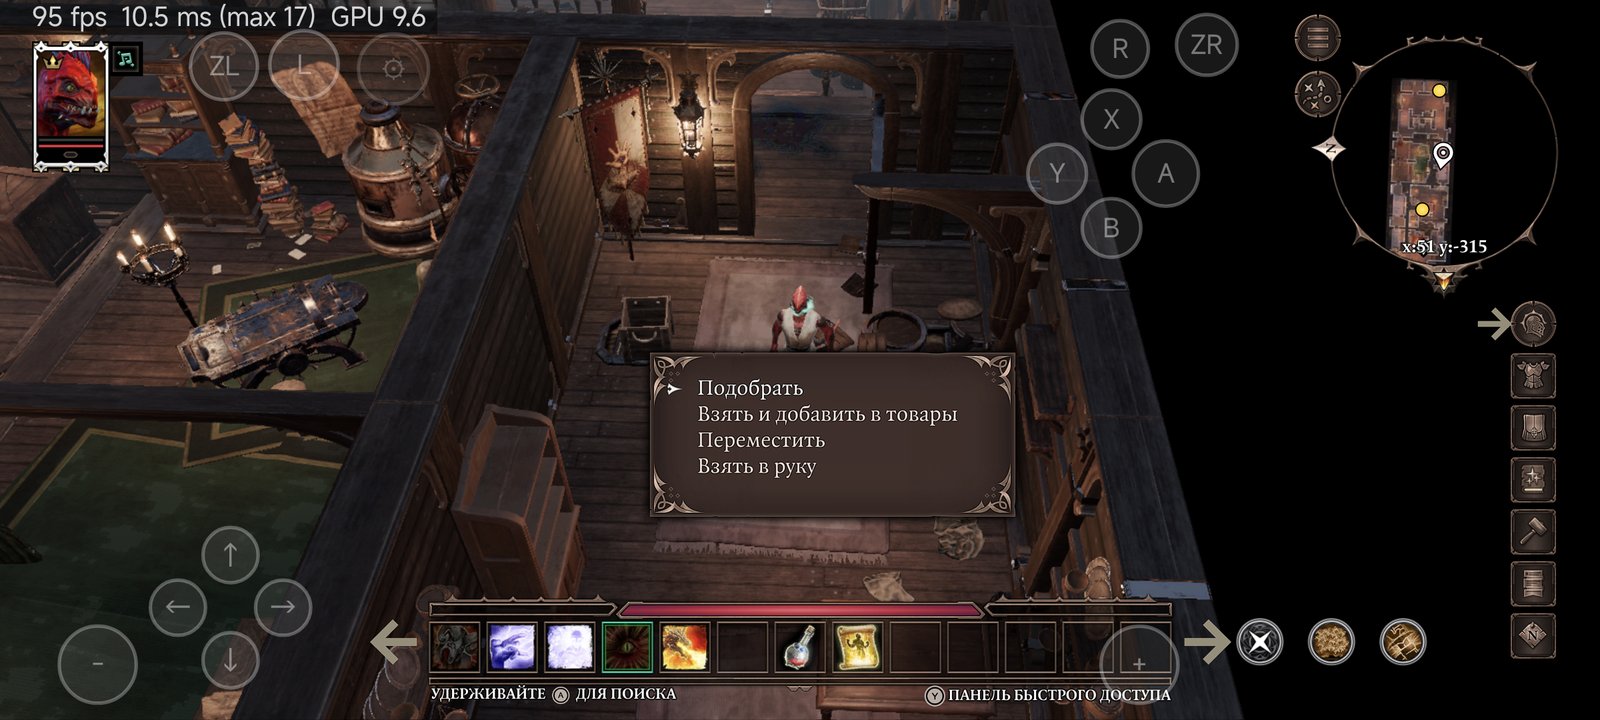 95 fps 10.5 ms (max 17) GPU 9.6
ZL
L
R
ZR
X
Y
A
B
N
x:51 y:-315
Подобрать
Взять и добавить в товары
Переместить
Взять в руку
-
+
N
УДЕРЖИВАЙТЕ A ДЛЯ ПОИСКА
Y ПАНЕЛЬ БЫСТРОГО ДОСТУПА